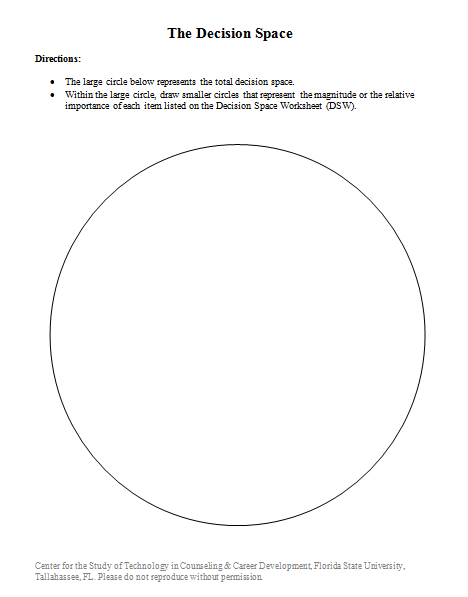 The Decision Space
Directions:
• The large circle below represents the total decision space.
• Within the large circle, draw smaller circles that represent the magnitude or the relative
importance of each item listed on the Decision Space Worksheet (DSW).
Center for the Study of Technology in Counseling & Career Development, Florida State University,
Tallahassee, FL. Please do not reproduce without permission.